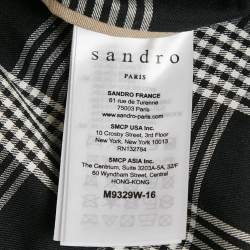 sandro
PARIS
SANDRO FRANCE
61 rue de Turenne
75003 Paris
www.sandro-paris.com
SMCP USA Inc.
10 Crosby Street, 3rd Floor
New York, New York 10013
RN132794
SMCP ASIA Inc.
The Centrium, Suite 3203A-5A, 32/F
60 Wyndham Street, Central
HONG-KONG
M9329W-16